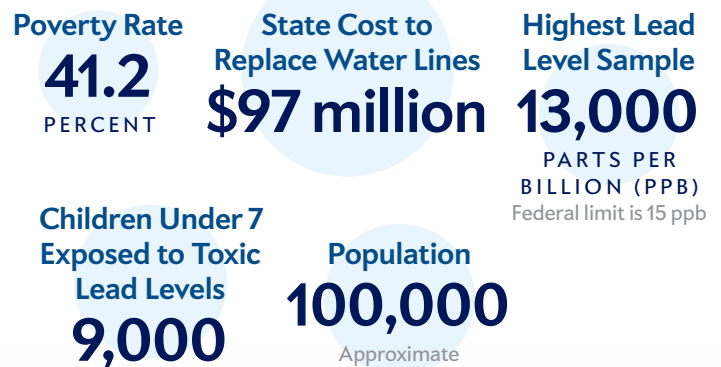 Poverty Rate
41.2
PERCENT
State Cost to
Replace Water Lines
$97 million
Highest Lead
Level Sample
13,000
PARTS PER
BILLION (PPB)
Federal limit is 15 ppb
Children Under 7
Exposed to Toxic
Lead Levels
9,000
Population
100,000
Approximate